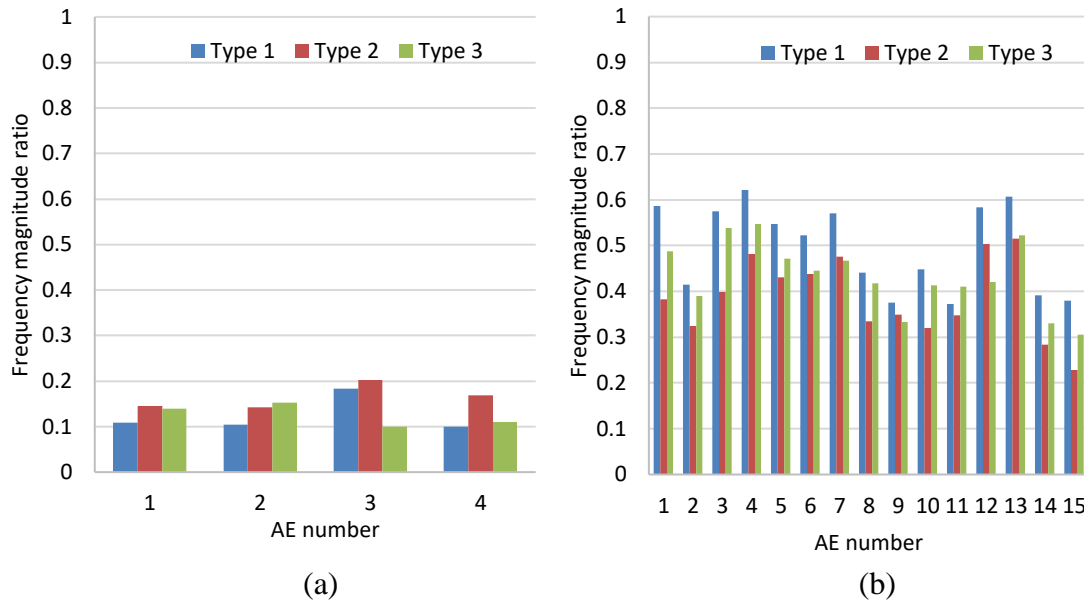 1
0.9
0.8
0.7
0.6
0.5
0.4
0.3
0.2
0.1
0
Frequency magnitude ratio
Type 1 Type 2 Type 3
1 2 3 4
AE number
(a)
1
0.9
0.8
0.7
0.6
0.5
0.4
0.3
0.2
0.1
0
Frequency magnitude ratio
Type 1 Type 2 Type 3
1 2 3 4 5 6 7 8 9 10 11 12 13 14 15
AE number
(b)